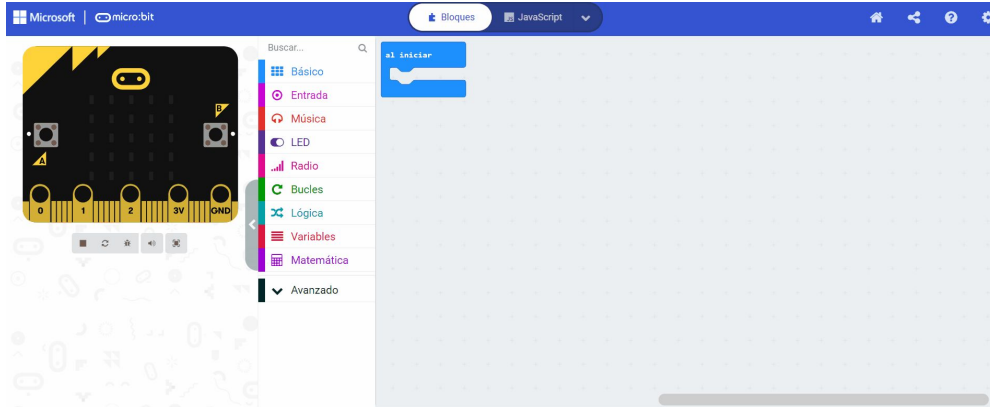 Microsoft | micro:bit
Bloques
JavaScript
Buscar...
Básico
Entrada
Música
LED
Radio
Bucles
Lógica
Variables
Matemática
Avanzado
al iniciar
A
B
0 1 2 3V GND